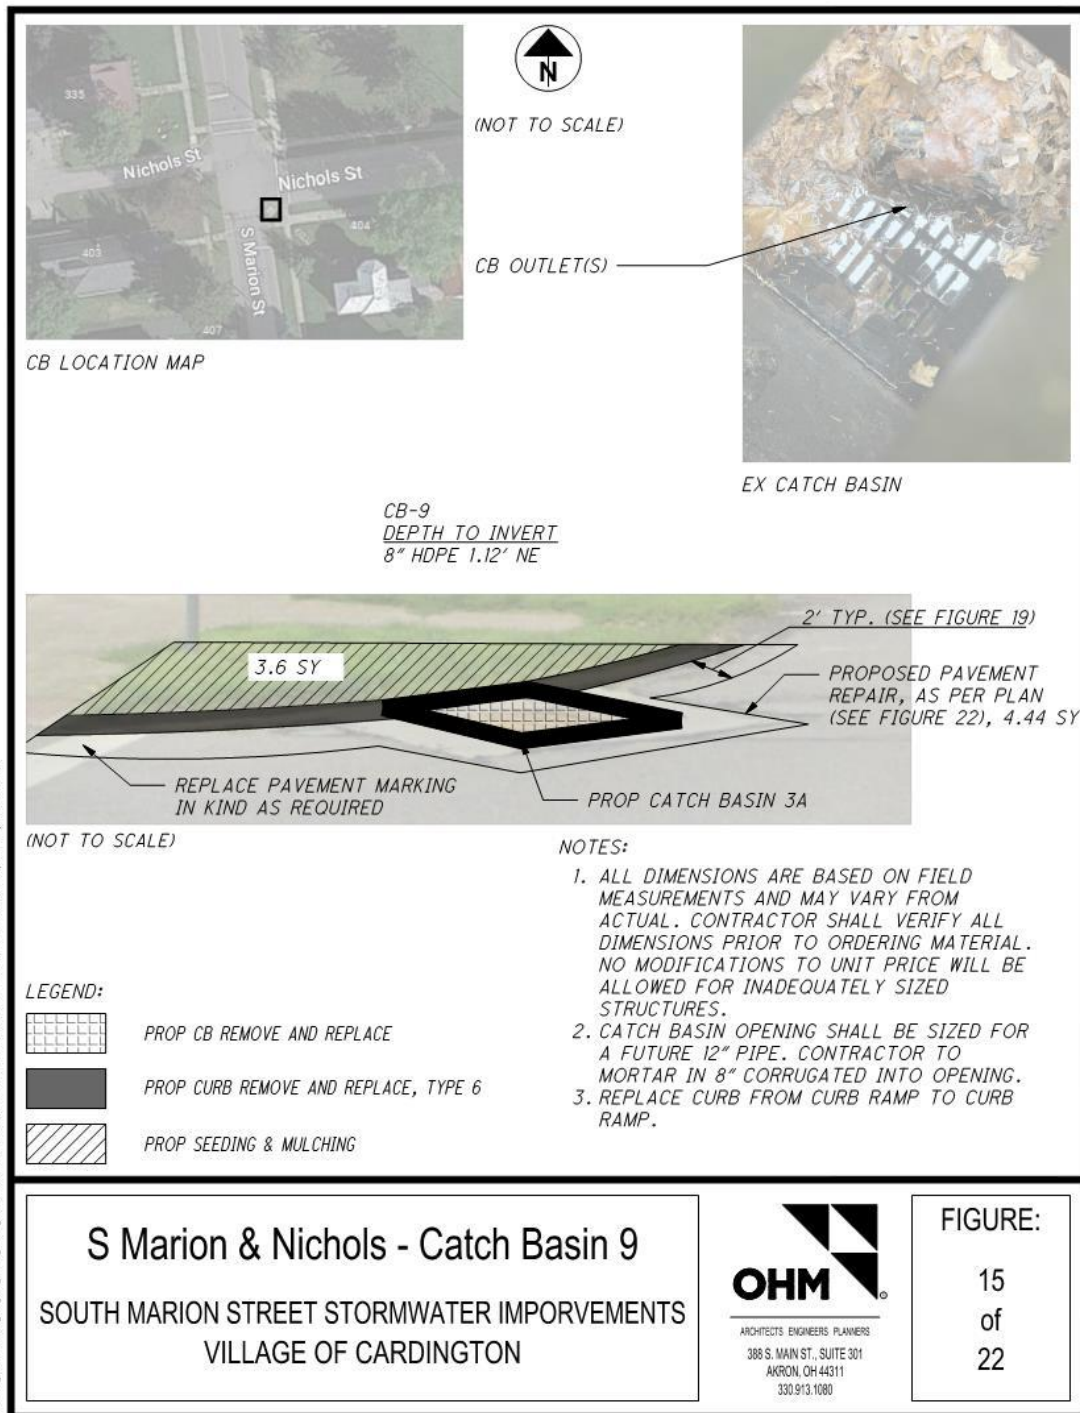 335
Nichols St
Nichols St
S Marion St
403
404
404
407
CB LOCATION MAP
N
(NOT TO SCALE)
CB OUTLET(S)
EX CATCH BASIN
CB-9
DEPTH TO INVERT
8" HDPE 1.12' NE
3.6 SY
2' TYP. (SEE FIGURE 19)
PROPOSED PAVEMENT
REPAIR, AS PER PLAN
(SEE FIGURE 22), 4.44 SY
REPLACE PAVEMENT MARKING
IN KIND AS REQUIRED
PROP CATCH BASIN 3A
(NOT TO SCALE)
NOTES:
1. ALL DIMENSIONS ARE BASED ON FIELD
MEASUREMENTS AND MAY VARY FROM
ACTUAL. CONTRACTOR SHALL VERIFY ALL
DIMENSIONS PRIOR TO ORDERING MATERIAL.
NO MODIFICATIONS TO UNIT PRICE WILL BE
ALLOWED FOR INADEQUATELY SIZED
STRUCTURES.
2. CATCH BASIN OPENING SHALL BE SIZED FOR
A FUTURE 12" PIPE. CONTRACTOR TO
MORTAR IN 8" CORRUGATED INTO OPENING.
3. REPLACE CURB FROM CURB RAMP TO CURB
RAMP.
LEGEND:
PROP CB REMOVE AND REPLACE
PROP CURB REMOVE AND REPLACE, TYPE 6
PROP SEEDING & MULCHING
S Marion & Nichols - Catch Basin 9
SOUTH MARION STREET STORMWATER IMPORVEMENTS
VILLAGE OF CARDINGTON
OHM
ARCHITECTS ENGINEERS PLANNERS
388 S. MAIN ST., SUITE 301
AKRON, OH 44311
330.913.1080
FIGURE:
15
of
22